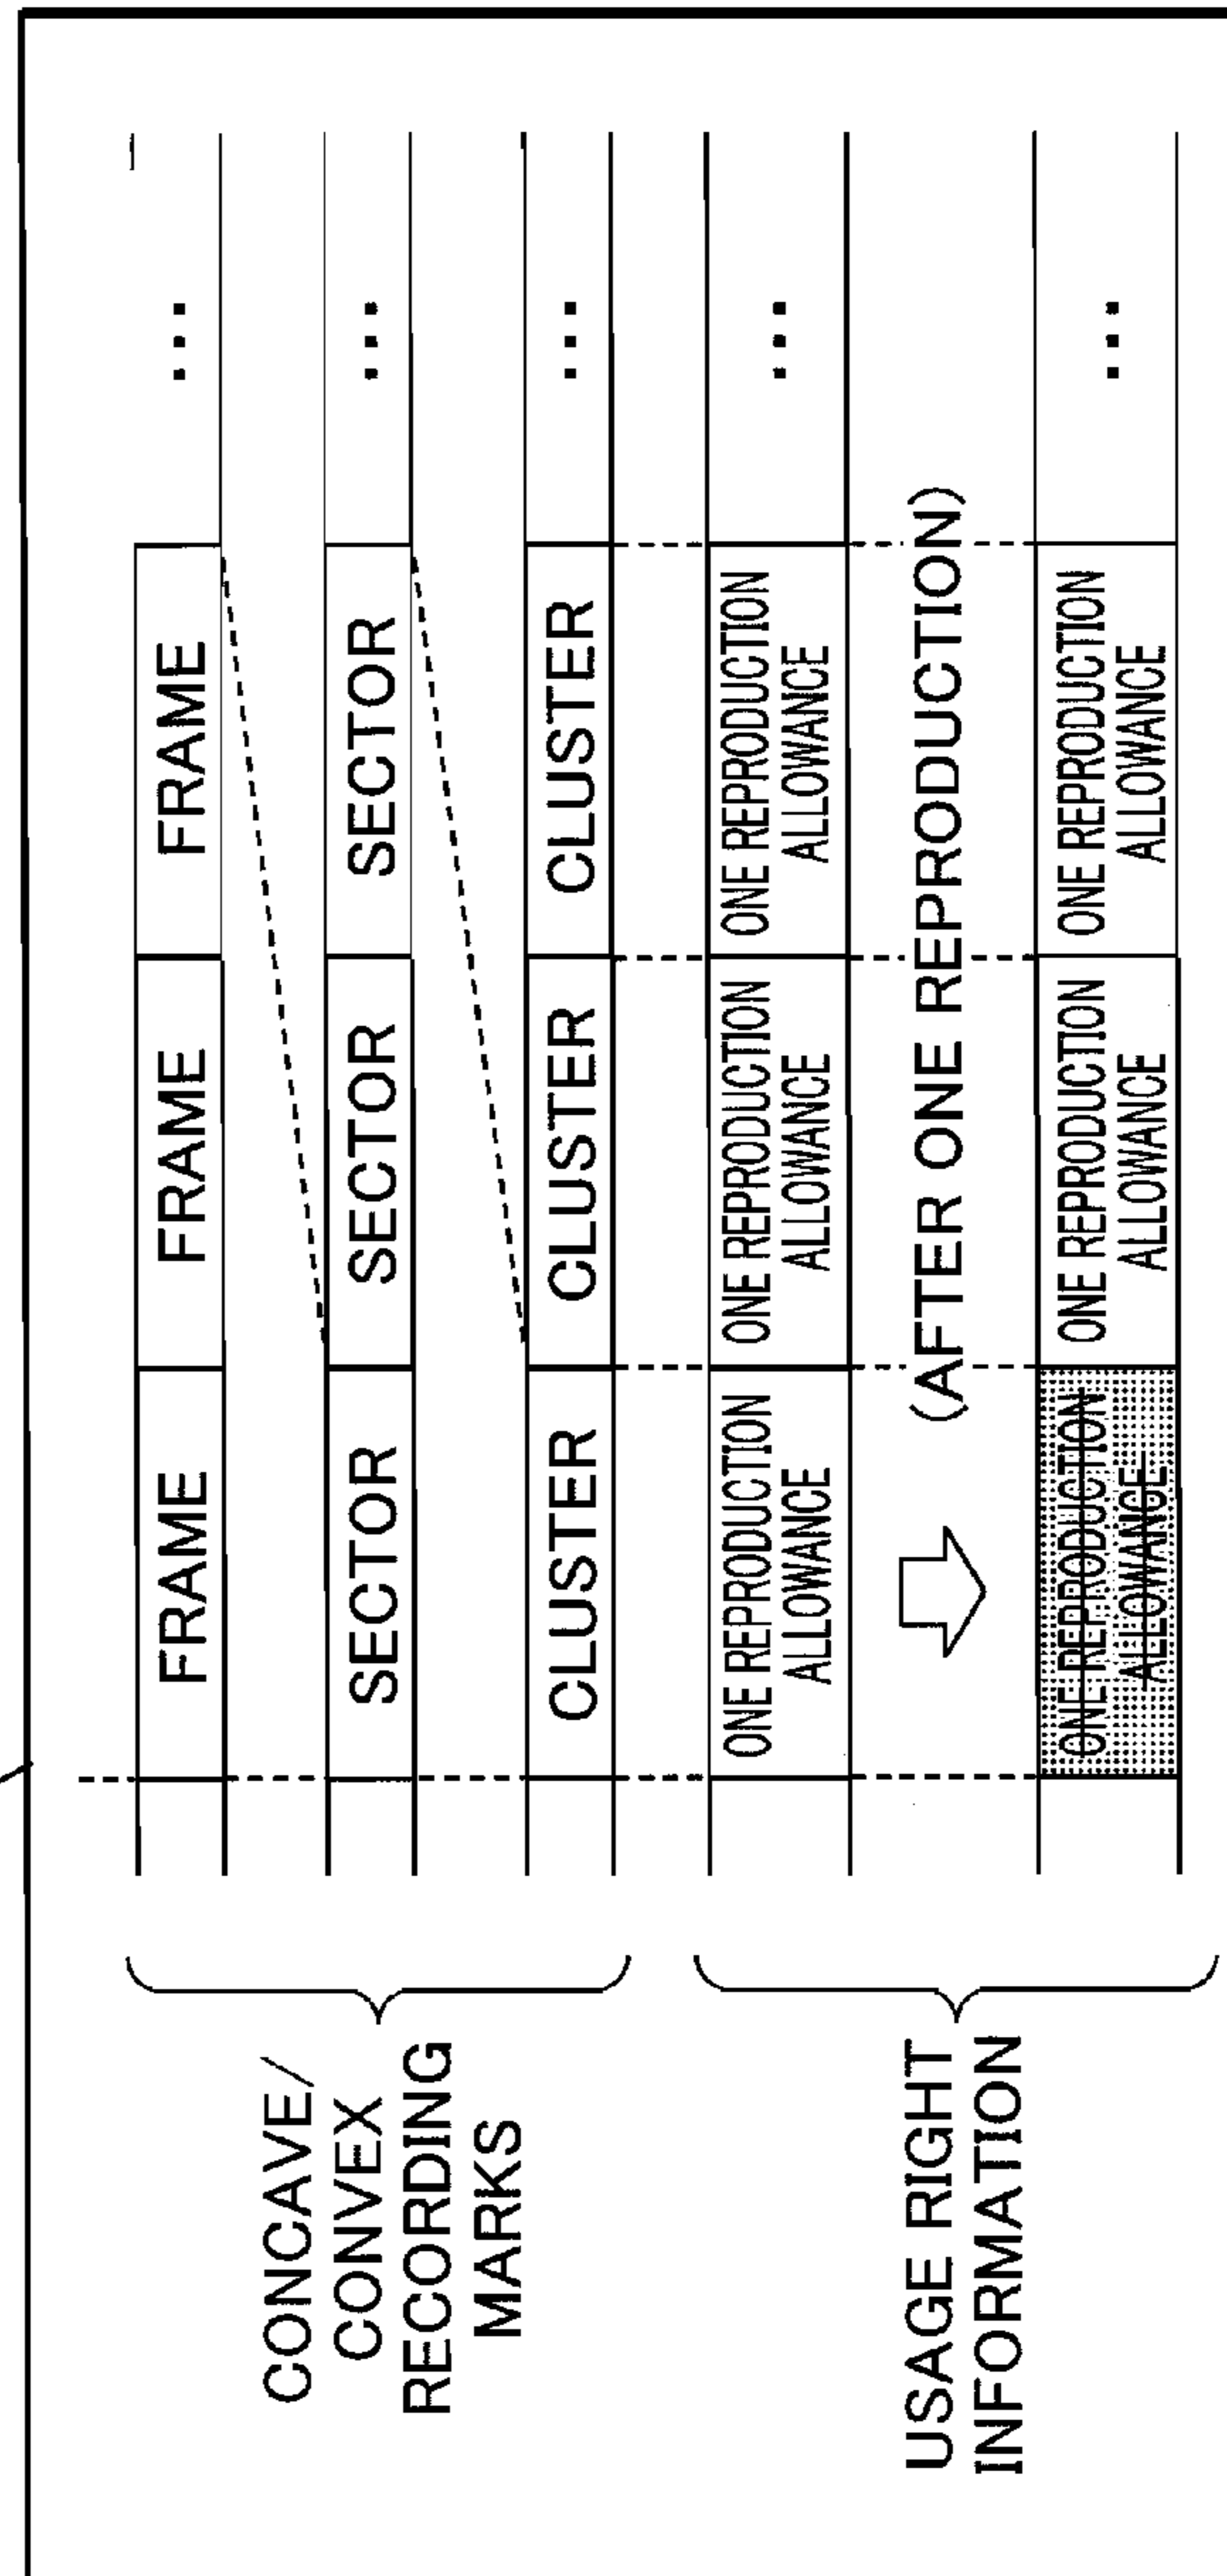 CONCAVE/
CONVEX
RECORDING
MARKS
FRAME
FRAME
FRAME
...
SECTOR
SECTOR
SECTOR
...
CLUSTER
CLUSTER
CLUSTER
...
USAGE RIGHT
INFORMATION
ONE REPRODUCTION
ALLOWANCE
ONE REPRODUCTION
ALLOWANCE
ONE REPRODUCTION
ALLOWANCE
...
(AFTER ONE REPRODUCTION)
ONE REPRODUCTION
ALLOWANCE
ONE REPRODUCTION
ALLOWANCE
ONE REPRODUCTION
ALLOWANCE
...